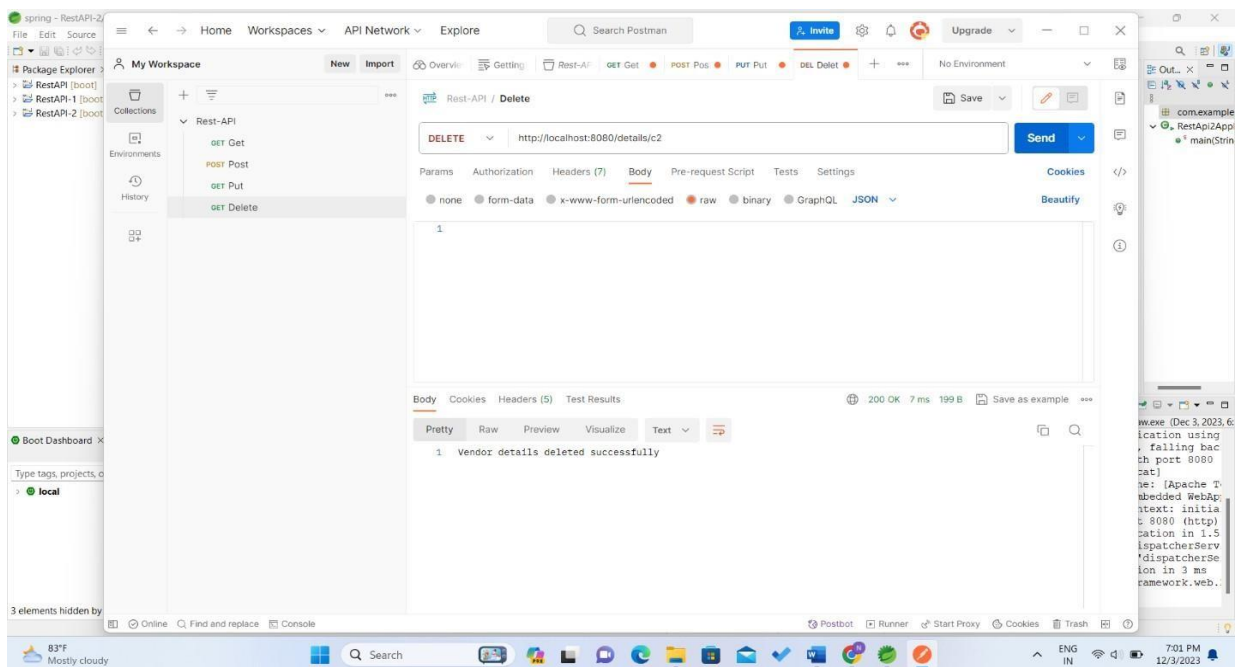 spring - RestAPI-2/
File Edit Source
Home Workspaces API Network Explore
Search Postman
Invite
Upgrade
My Workspace
New Import
Overvi Getting Rest-A GET Get POST Pos PUT Put DEL Delet
No Environment
Package Explorer
RestAPI [boot]
RestAPI-1 [boot
RestAPI-2 [boot
Collections
Environments
History
Rest-API
GET Get
POST Post
GET Put
GET Delete
HTTP Rest-API / Delete
Save
DELETE http://localhost:8080/details/c2
Send
Params Authorization Headers (7) Body Pre-request Script Tests Settings
Cookies
none form-data x-www-form-urlencoded raw binary GraphQL JSON
Beautify
1
Out...
com.example
RestApi2Appl
main(Strin
Body Cookies Headers (5) Test Results
200 OK 7 ms 199 B Save as example
Pretty Raw Preview Visualize Text
1 Vendor details deleted successfully
Boot Dashboard
Type tags, projects, o
local
3 elements hidden by
w.exe (Dec 3, 2023, 6:
ication using
, falling bac
th port 8080
cat]
ne: [Apache T
mbedded WebAp
ntext: initia
t 8080 (http)
cation in 1.5
ispatcherServ
'dispatcherSe
ion in 3 ms
ramework.web.
Online Find and replace Console
Postbot Runner Start Proxy Cookies Trash
83°F
Mostly cloudy
Search
ENG
IN
7:01 PM
12/3/2023